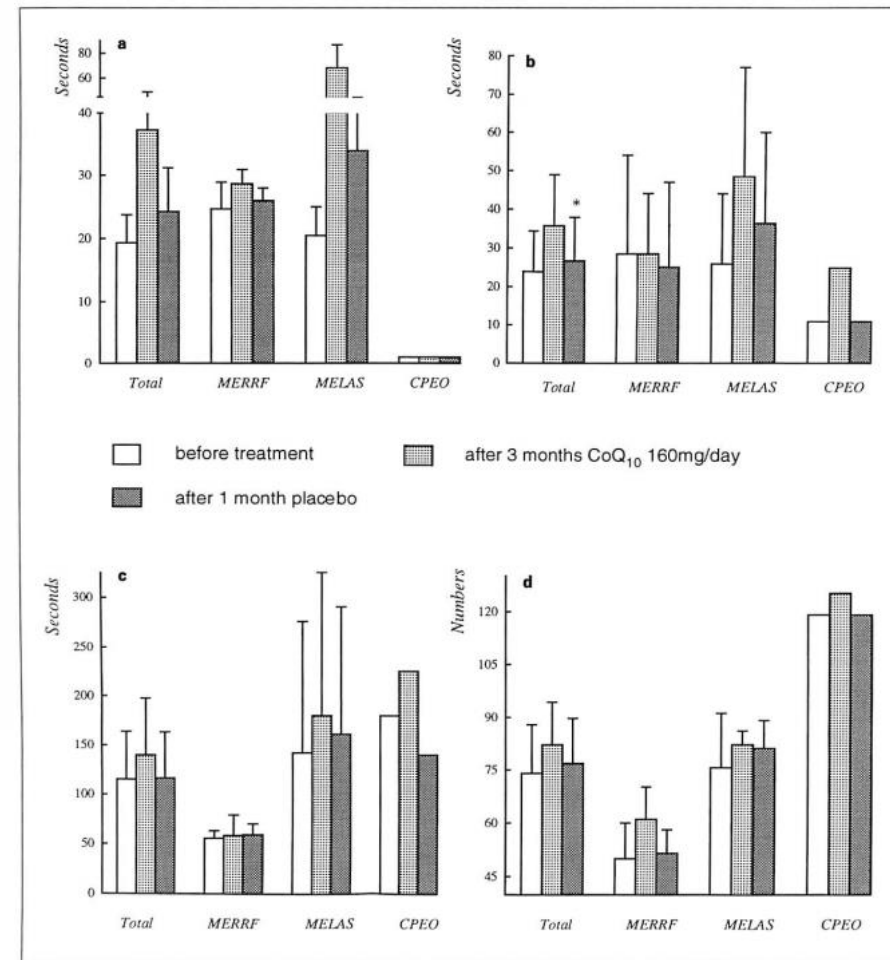 a
Seconds
80
60
40
30
20
10
0
Total MERRF MELAS CPEO
b
Seconds
80
70
60
50
40
30
20
10
0
*
Total MERRF MELAS CPEO
before treatment
after 3 months CoQ10 160mg/day
after 1 month placebo
c
Seconds
300
250
200
150
100
50
0
Total MERRF MELAS CPEO
d
Numbers
120
105
90
75
60
45
Total MERRF MELAS CPEO